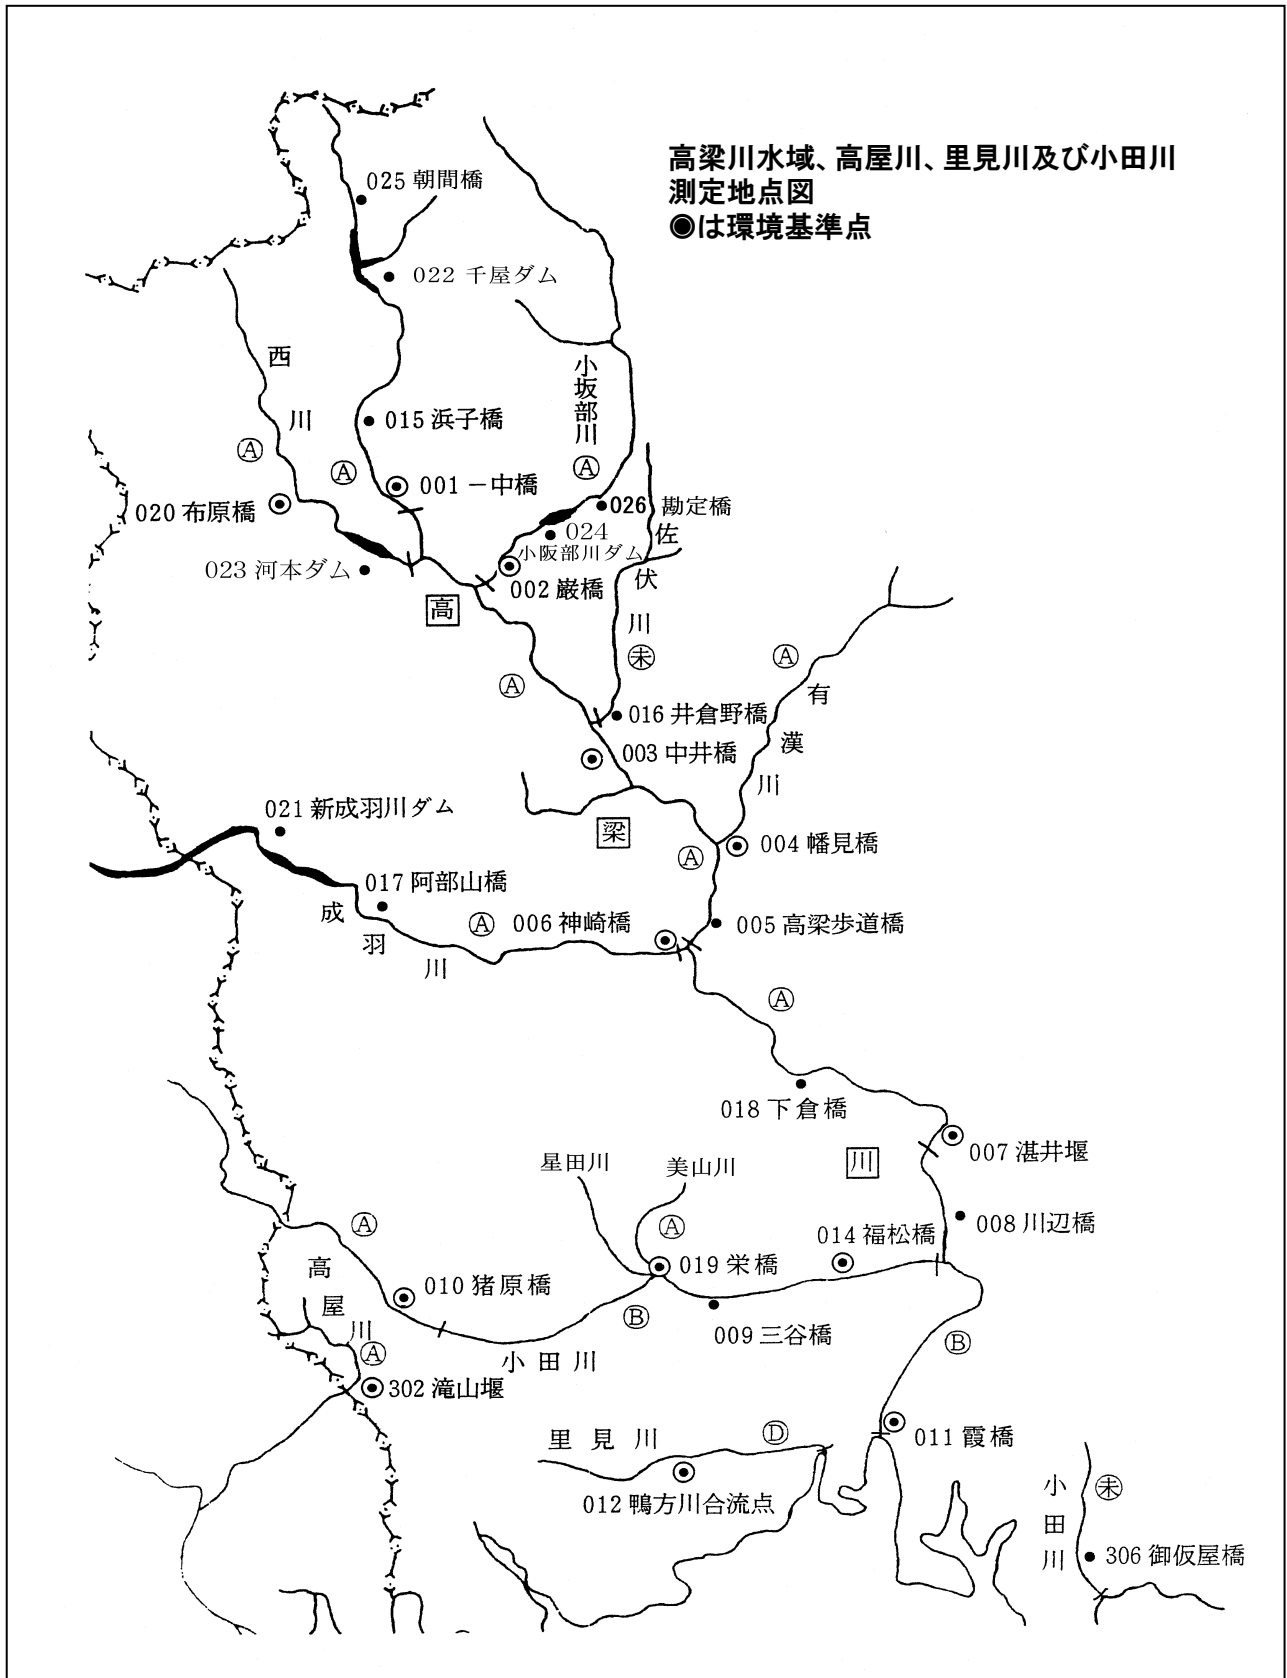 高梁川水域、高屋川、里見川及び小田川
測定地点図
◉は環境基準点
025 朝間橋
022 千屋ダム
西川
小坂部川
015 浜子橋
Ⓐ
Ⓐ
Ⓐ
001 一中橋
020 布原橋
026 勘定橋
024
小阪部川ダム
佐伏川
023 河本ダム
002 巌橋
高
未
Ⓐ
Ⓐ
有漢川
016 井倉野橋
003 中井橋
021 新成羽川ダム
梁
004 幡見橋
Ⓐ
017 阿部山橋
成羽川
Ⓐ
006 神崎橋
005 高梁歩道橋
Ⓐ
018 下倉橋
007 湛井堰
川
星田川
美山川
Ⓐ
Ⓐ
008 川辺橋
014 福松橋
高屋川
019 栄橋
010 猪原橋
Ⓑ
009 三谷橋
Ⓑ
Ⓐ
小田川
302 滝山堰
里見川
Ⓓ
011 霞橋
012 鴨方川合流点
小田川
未
306 御仮屋橋